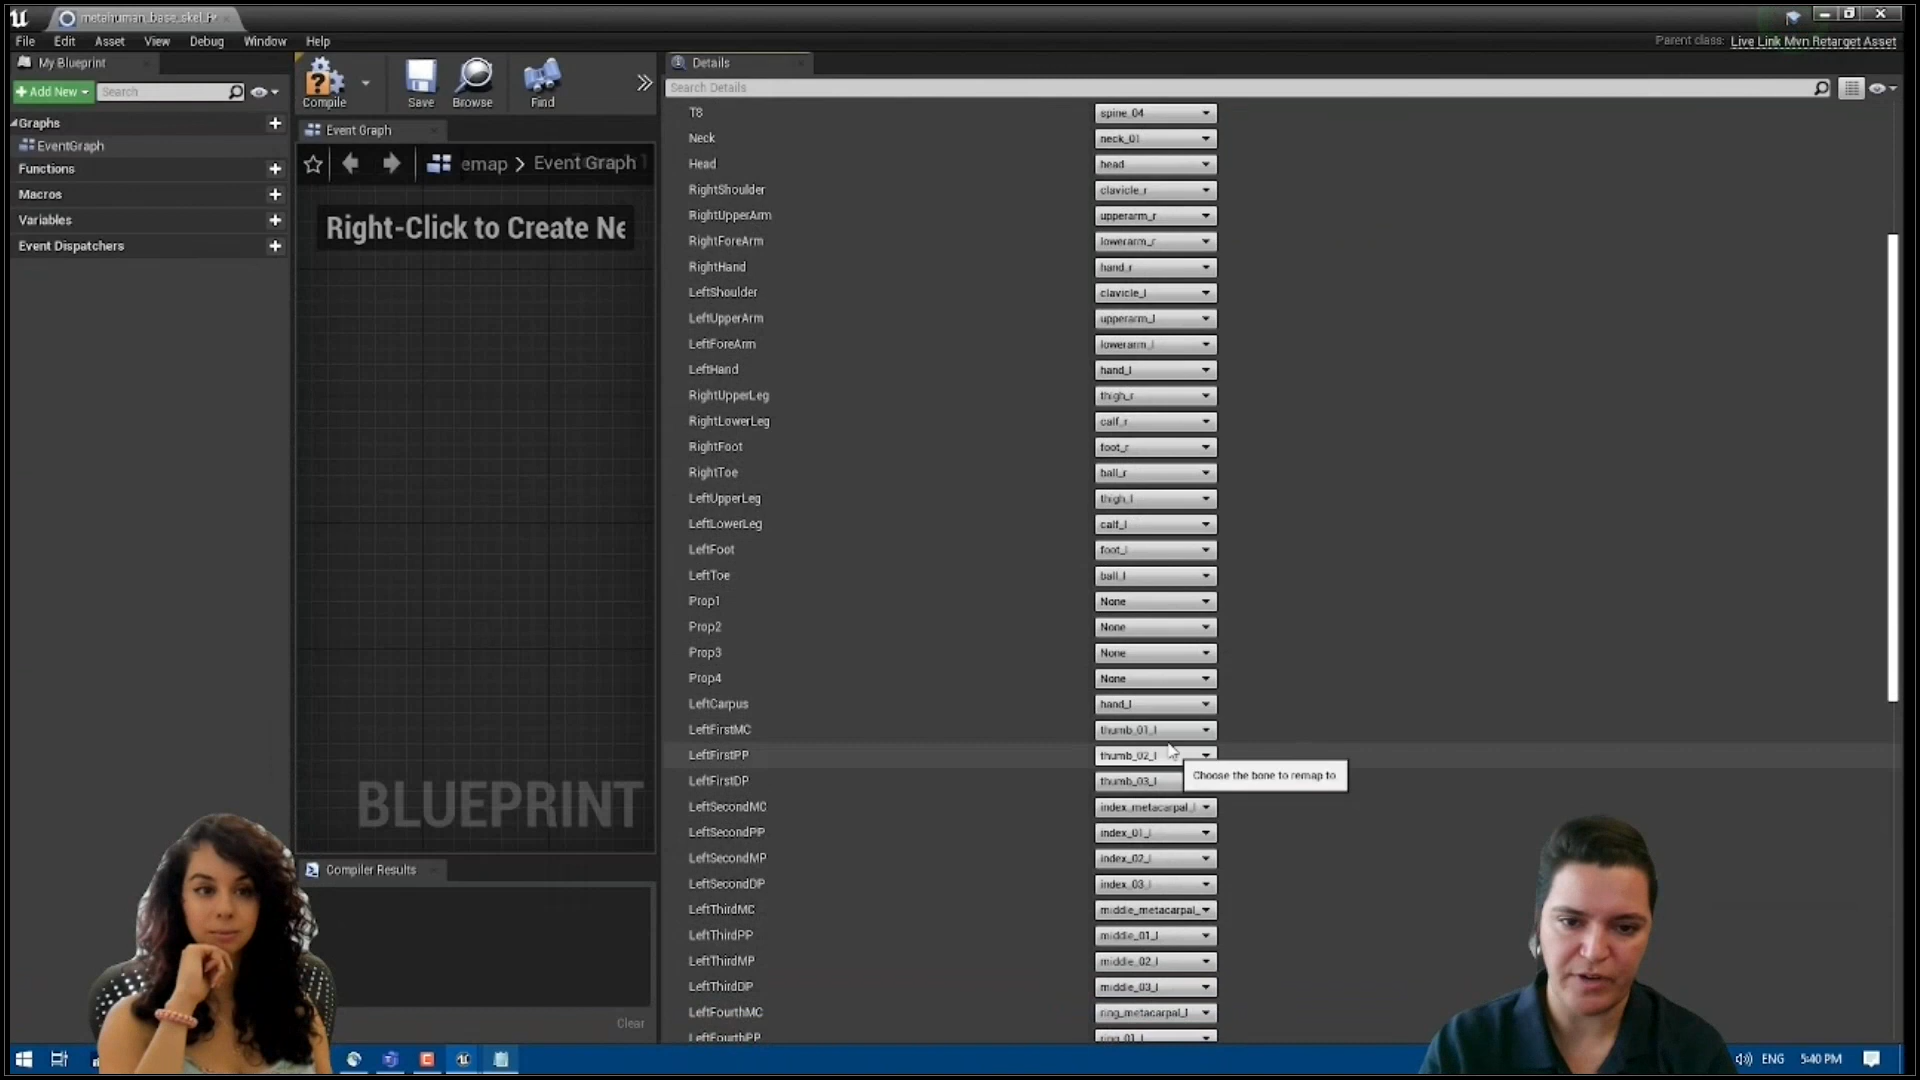 metahuman_base_skel_
File Edit Asset View Debug Window Help
Parent class: Live Link Mvn Retarget Asset
My Blueprint
Add New
Search
Graphs
EventGraph
Functions
Macros
Variables
Event Dispatchers
Compile
Save
Browse
Find
Event Graph
emap > Event Graph
Right-Click to Create Ne
BLUEPRINT
Compiler Results
Clear
Details
Search Details
T8 spine_04
Neck neck_01
Head head
RightShoulder clavicle_r
RightUpperArm upperarm_r
RightForeArm lowerarm_r
RightHand hand_r
LeftShoulder clavicle_l
LeftUpperArm upperarm_l
LeftForeArm lowerarm_l
LeftHand hand_l
RightUpperLeg thigh_r
RightLowerLeg calf_r
RightFoot foot_r
RightToe ball_r
LeftUpperLeg thigh_l
LeftLowerLeg calf_l
LeftFoot foot_l
LeftToe ball_l
Prop1 None
Prop2 None
Prop3 None
Prop4 None
LeftCarpus hand_l
LeftFirstMC thumb_01_l
LeftFirstPP thumb_02_l
Choose the bone to remap to
LeftFirstDP thumb_03_l
LeftSecondMC index_metacarpal_l
LeftSecondPP index_01_l
LeftSecondMP index_02_l
LeftSecondDP index_03_l
LeftThirdMC middle_metacarpal_
LeftThirdPP middle_01_l
LeftThirdMP middle_02_l
LeftThirdDP middle_03_l
LeftFourthMC ring_metacarpal_l
LeftFourthPP ring_01_l
ENG 5:40 PM